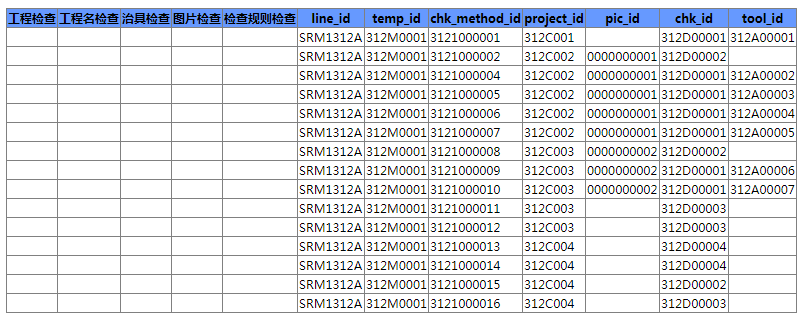 工程检查 工程名检查 治具检查 图片检查 检查规则检查 line_id temp_id chk_method_id project_id pic_id chk_id tool_id
SRM1312A 312M0001 3121000001 312C001 312D00001 312A00001
SRM1312A 312M0001 3121000002 312C002 0000000001 312D00002
SRM1312A 312M0001 3121000004 312C002 0000000001 312D00001 312A00002
SRM1312A 312M0001 3121000005 312C002 0000000001 312D00001 312A00003
SRM1312A 312M0001 3121000006 312C002 0000000001 312D00001 312A00004
SRM1312A 312M0001 3121000007 312C002 0000000001 312D00001 312A00005
SRM1312A 312M0001 3121000008 312C003 0000000002 312D00002
SRM1312A 312M0001 3121000009 312C003 0000000002 312D00001 312A00006
SRM1312A 312M0001 3121000010 312C003 0000000002 312D00001 312A00007
SRM1312A 312M0001 3121000011 312C003 312D00003
SRM1312A 312M0001 3121000012 312C003 312D00003
SRM1312A 312M0001 3121000013 312C004 312D00004
SRM1312A 312M0001 3121000014 312C004 312D00004
SRM1312A 312M0001 3121000015 312C004 312D00002
SRM1312A 312M0001 3121000016 312C004 312D00003